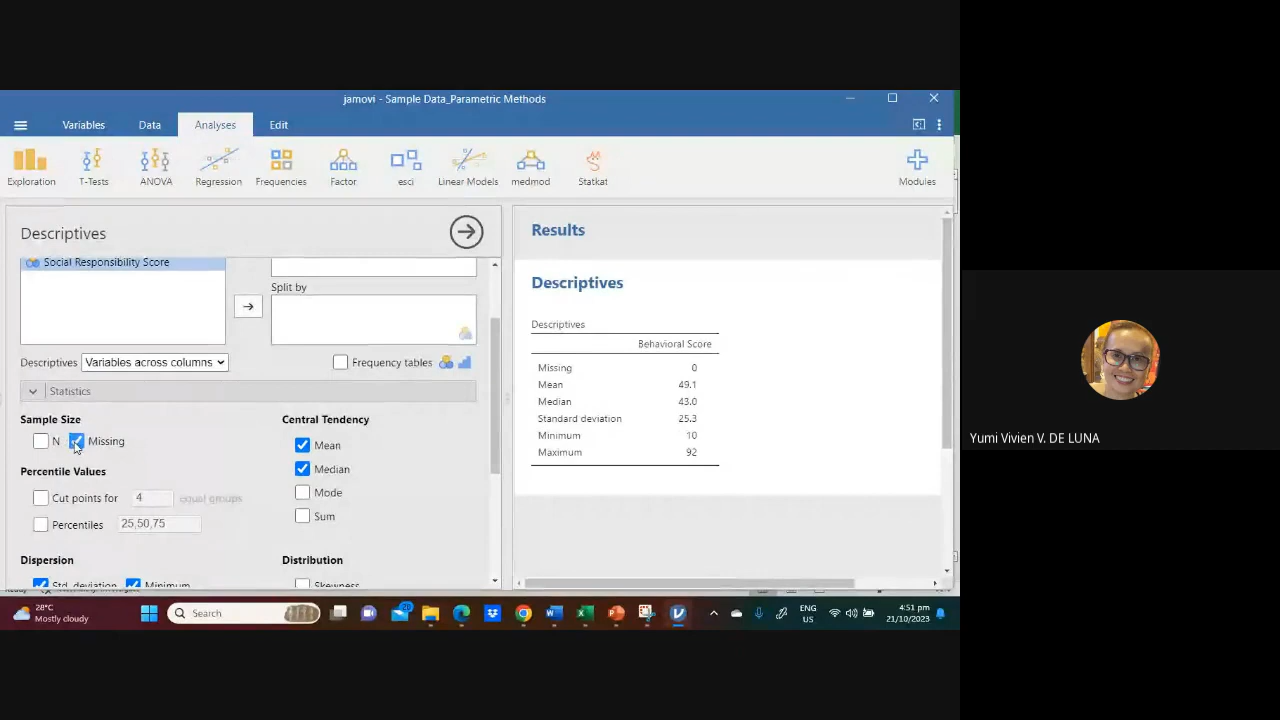 jamovi - Sample Data_Parametric Methods
Variables Data Analyses Edit
Exploration T-Tests ANOVA Regression Frequencies Factor esci Linear Models medmod Statkat Modules
Descriptives
Social Responsibility Score
Split by
Descriptives Variables across columns Frequency tables
Statistics
Sample Size
N Missing
Percentile Values
Cut points for 4 equal groups
Percentiles 25,50,75
Dispersion
Std. deviation Minimum
Central Tendency
Mean
Median
Mode
Sum
Distribution
Skewness
Results
Descriptives
Descriptives
Behavioral Score
Missing 0
Mean 49.1
Median 43.0
Standard deviation 25.3
Minimum 10
Maximum 92
28°C
Mostly cloudy
Search
ENG
US
4:51 pm
21/10/2023
Yumi Vivien V. DE LUNA